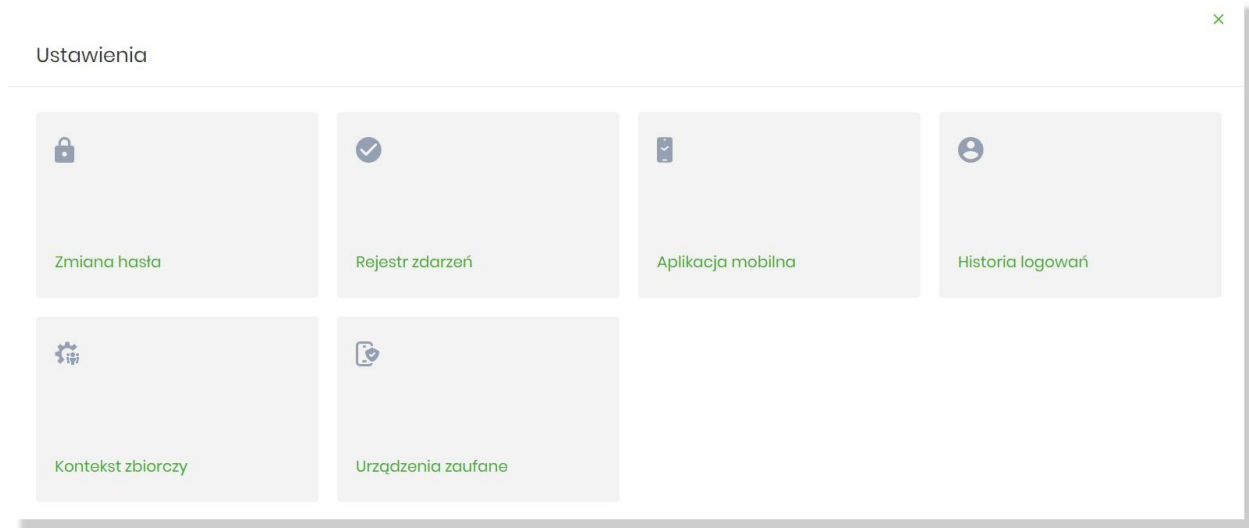 Ustawienia
Zmiana hasła
Rejestr zdarzeń
Aplikacja mobilna
Historia logowań
Kontekst zbiorczy
Urządzenia zaufane